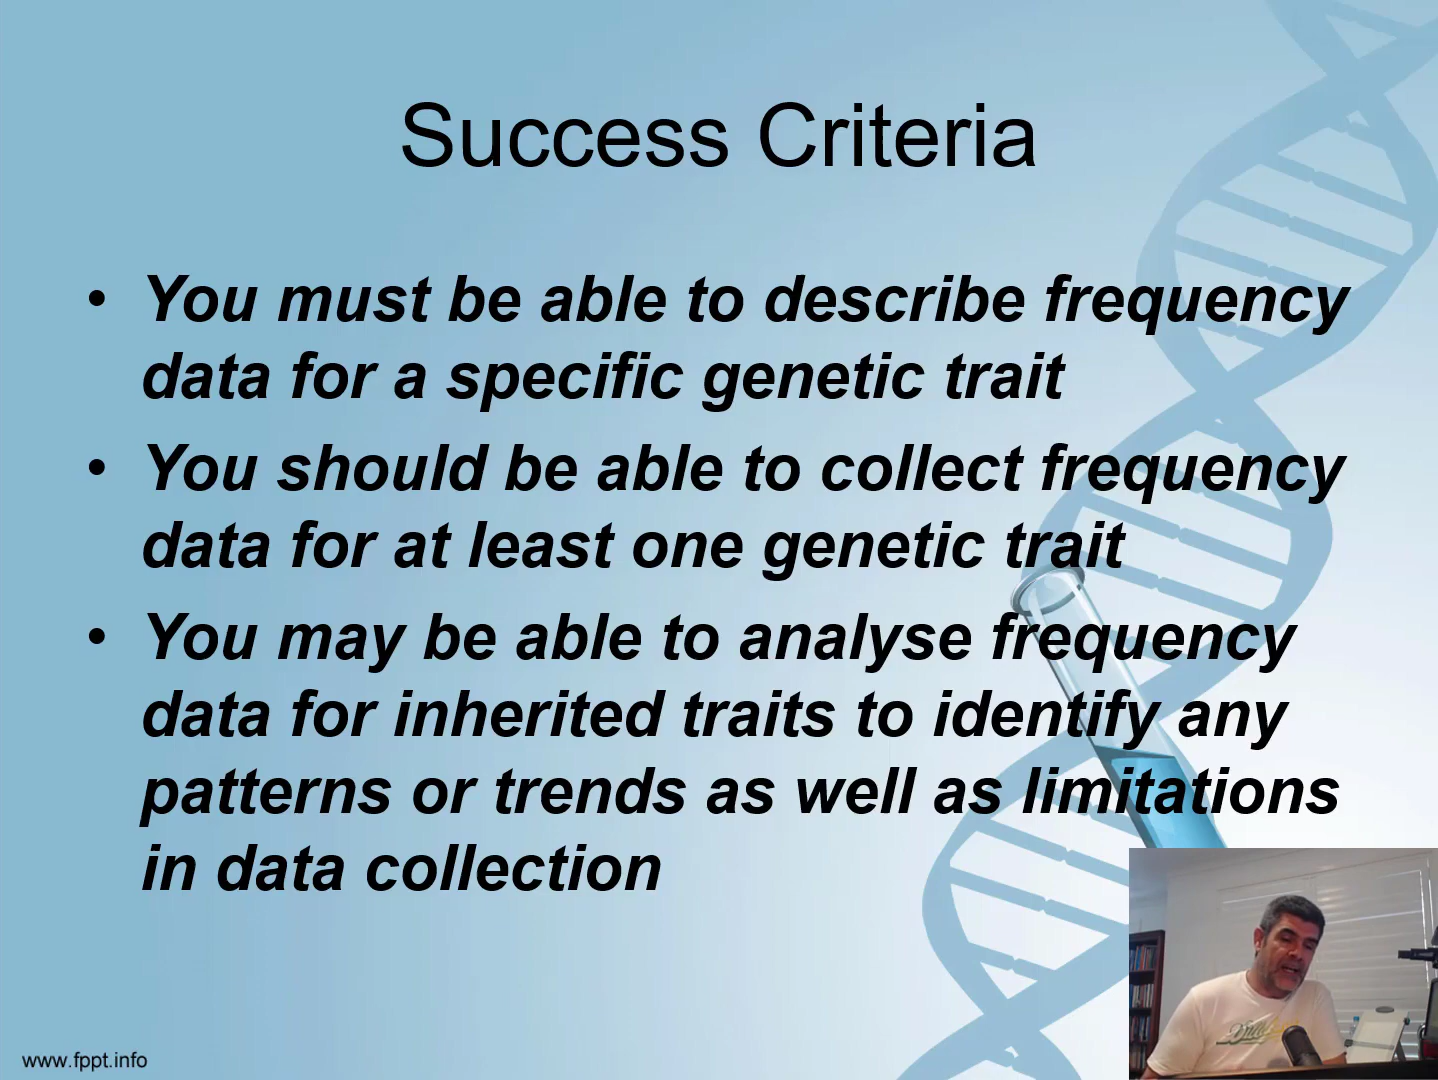 Success Criteria
• You must be able to describe frequency
data for a specific genetic trait
• You should be able to collect frequency
data for at least one genetic trait
• You may be able to analyse frequency
data for inherited traits to identify any
patterns or trends as well as limitations
in data collection
www.fppt.info